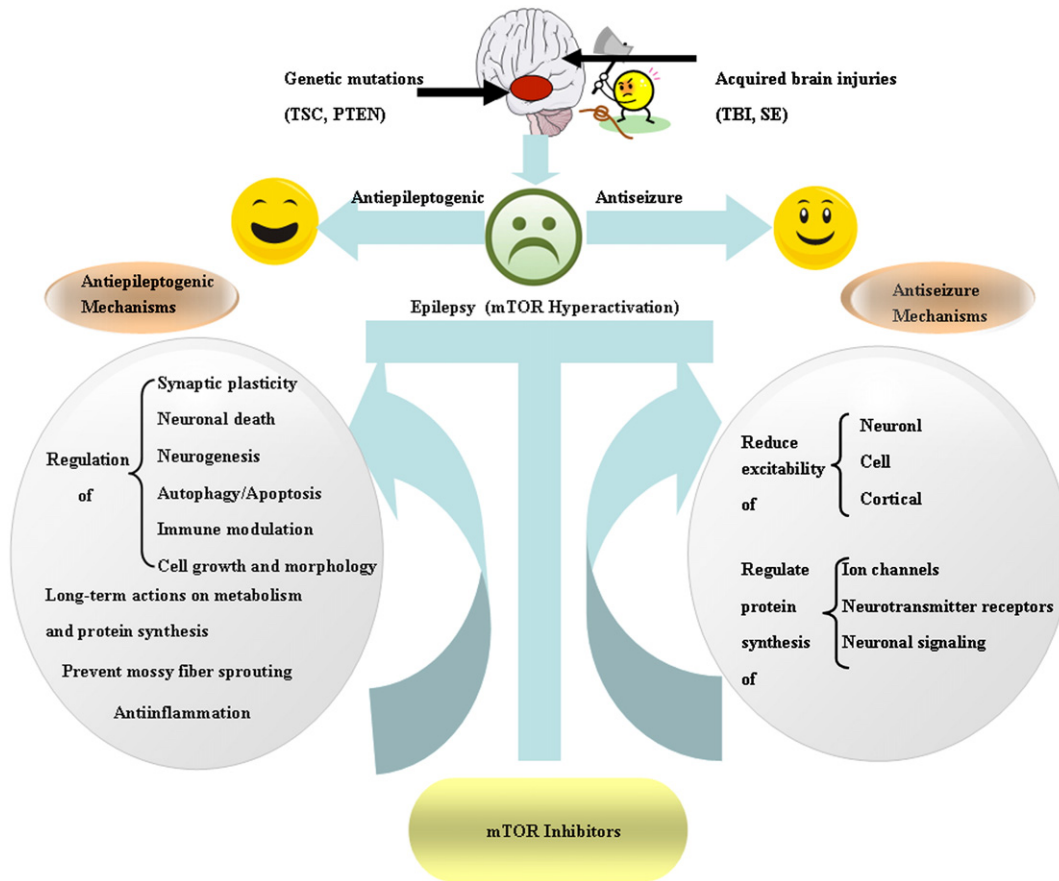 Genetic mutations
(TSC, PTEN)
Acquired brain injuries
(TBI, SE)
Antiepileptogenic
Antiseizure
Antiepileptogenic
Mechanisms
Antiseizure
Mechanisms
Epilepsy (mTOR Hyperactivation)
Regulation
of
Synaptic plasticity
Neuronal death
Neurogenesis
Autophagy/Apoptosis
Immune modulation
Cell growth and morphology
Long-term actions on metabolism
and protein synthesis
Prevent mossy fiber sprouting
Antiinflammation
Reduce
excitability
of
Neuronl
Cell
Cortical
Regulate
protein
synthesis
of
Ion channels
Neurotransmitter receptors
Neuronal signaling
mTOR Inhibitors